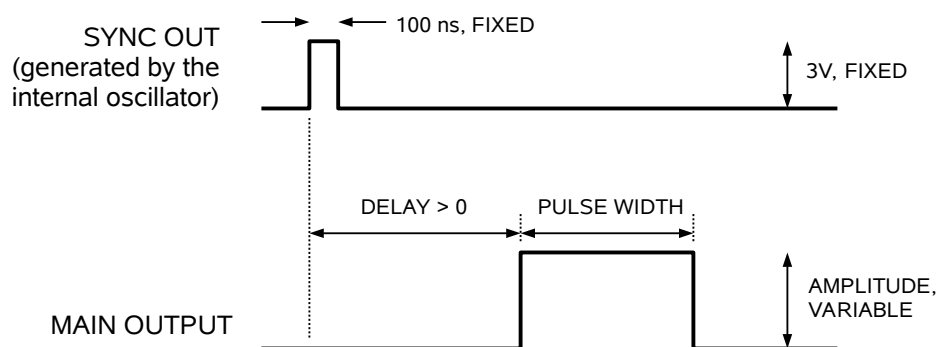 100 ns, FIXED
SYNC OUT
(generated by the
internal oscillator)
3V, FIXED
DELAY > 0
PULSE WIDTH
AMPLITUDE,
VARIABLE
MAIN OUTPUT